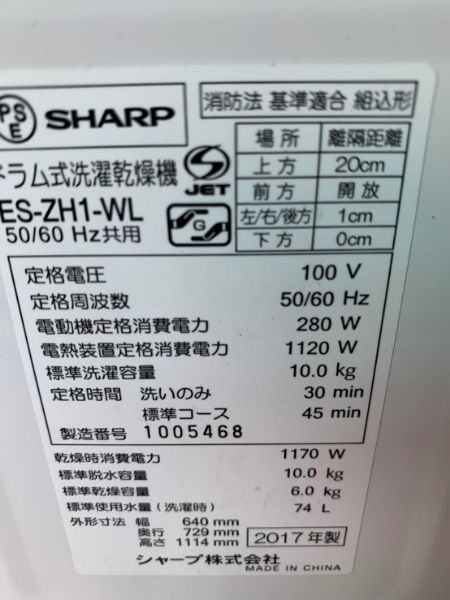 PS
E
SHARP
ドラム式洗濯乾燥機
ES-ZH1-WL
50/60 Hz共用
S
JET
消防法 基準適合 組込形
場所 離隔距離
上方 20cm
前方 開放
左/右/後方 1cm
下方 0cm
定格電圧 100 V
定格周波数 50/60 Hz
電動機定格消費電力 280 W
電熱装置定格消費電力 1120 W
標準洗濯容量 10.0 kg
定格時間 洗いのみ 30 min
標準コース 45 min
製造番号 1005468
乾燥時消費電力 1170 W
標準脱水容量 10.0 kg
標準乾燥容量 6.0 kg
標準使用水量(洗濯時) 74 L
外形寸法 幅 640 mm
奥行 729 mm
高さ 1114 mm
2017年製
シャープ株式会社
MADE IN CHINA